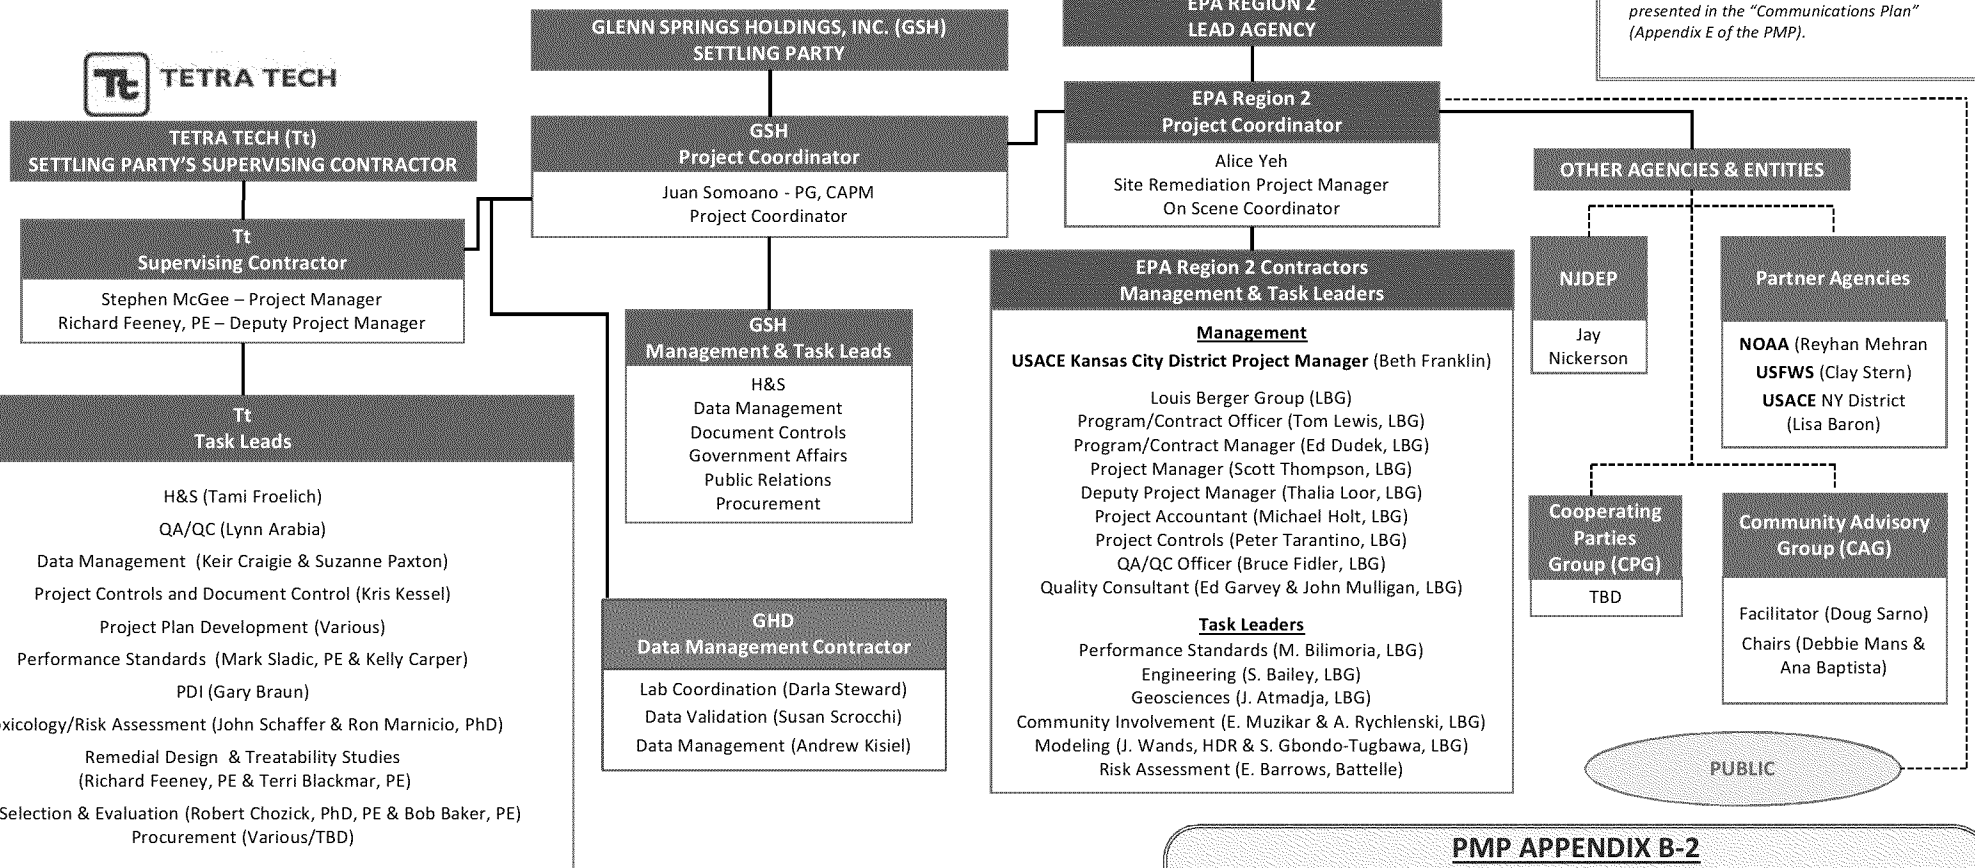 presented in the “Communications Plan”
(Appendix E of the PMP).
EPA REGION 2
LEAD AGENCY
GLENN SPRINGS HOLDINGS, INC. (GSH)
SETTLING PARTY
Tt TETRA TECH
TETRA TECH (Tt)
SETTLING PARTY’S SUPERVISING CONTRACTOR
GSH
Project Coordinator
Juan Somoano - PG, CAPM
Project Coordinator
EPA Region 2
Project Coordinator
Alice Yeh
Site Remediation Project Manager
On Scene Coordinator
OTHER AGENCIES & ENTITIES
Tt
Supervising Contractor
Stephen McGee – Project Manager
Richard Feeney, PE – Deputy Project Manager
GSH
Management & Task Leads
H&S
Data Management
Document Controls
Government Affairs
Public Relations
Procurement
EPA Region 2 Contractors
Management & Task Leaders
Management
USACE Kansas City District Project Manager (Beth Franklin)
Louis Berger Group (LBG)
Program/Contract Officer (Tom Lewis, LBG)
Program/Contract Manager (Ed Dudek, LBG)
Project Manager (Scott Thompson, LBG)
Deputy Project Manager (Thalia Loor, LBG)
Project Accountant (Michael Holt, LBG)
Project Controls (Peter Tarantino, LBG)
QA/QC Officer (Bruce Fidler, LBG)
Quality Consultant (Ed Garvey & John Mulligan, LBG)
Task Leaders
Performance Standards (M. Bilimoria, LBG)
Engineering (S. Bailey, LBG)
Geosciences (J. Atmadja, LBG)
Community Involvement (E. Muzikar & A. Rychlenski, LBG)
Modeling (J. Wands, HDR & S. Gbondo-Tugbawa, LBG)
Risk Assessment (E. Barrows, Battelle)
NJDEP
Jay
Nickerson
Partner Agencies
NOAA (Reyhan Mehran
USFWS (Clay Stern)
USACE NY District
(Lisa Baron)
Tt
Task Leads
H&S (Tami Froelich)
QA/QC (Lynn Arabia)
Data Management (Keir Craigie & Suzanne Paxton)
Project Controls and Document Control (Kris Kessel)
Project Plan Development (Various)
Performance Standards (Mark Sladic, PE & Kelly Carper)
PDI (Gary Braun)
oxicology/Risk Assessment (John Schaffer & Ron Marnicio, PhD)
Remedial Design & Treatability Studies
(Richard Feeney, PE & Terri Blackmar, PE)
Selection & Evaluation (Robert Chozick, PhD, PE & Bob Baker, PE)
Procurement (Various/TBD)
GHD
Data Management Contractor
Lab Coordination (Darla Steward)
Data Validation (Susan Scrocchi)
Data Management (Andrew Kisiel)
Cooperating
Parties
Group (CPG)
TBD
Community Advisory
Group (CAG)
Facilitator (Doug Sarno)
Chairs (Debbie Mans &
Ana Baptista)
PUBLIC
PMP APPENDIX B-2